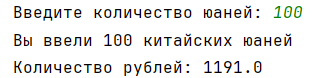 Введите количество юаней: 100
Вы ввели 100 китайских юаней
Количество рублей: 1191.0